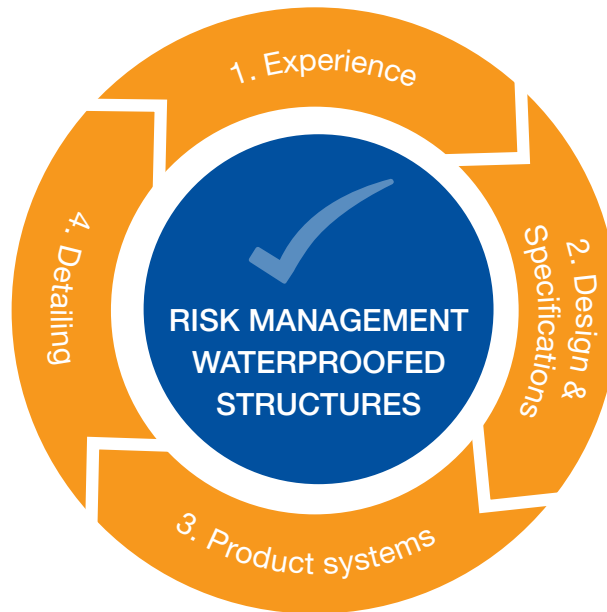 1. Experience
2. Design &
Specifications
3. Product systems
4. Detailing
RISK MANAGEMENT
WATERPROOFED
STRUCTURES